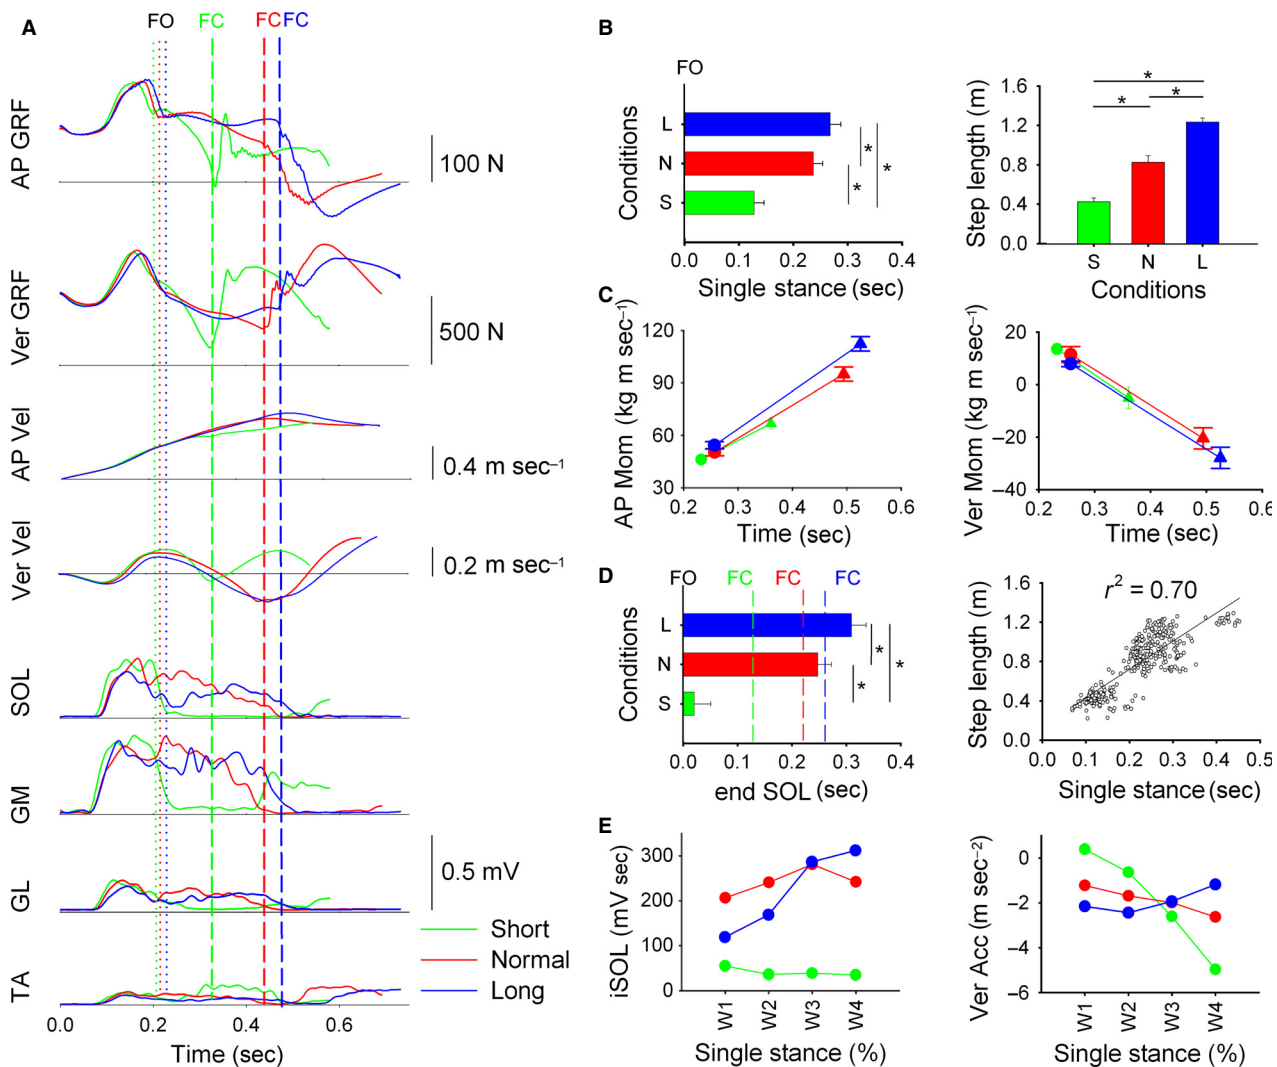 A
FO FC FC FC
AP GRF
100 N
Ver GRF
500 N
AP Vel
0.4 m sec⁻¹
Ver Vel
0.2 m sec⁻¹
SOL
GM
GL
0.5 mV
TA
Short
Normal
Long
0.0 0.2 0.4 0.6
Time (sec)
B
FO
Conditions
L
N
S
* * *
0.0 0.1 0.2 0.3 0.4
Single stance (sec)
Step length (m)
1.6
1.2
0.8
0.4
0.0
*
* *
S N L
Conditions
C
AP Mom (kg m sec⁻¹)
120
90
60
30
0.2 0.3 0.4 0.5 0.6
Time (sec)
Ver Mom (kg m sec⁻¹)
20
0
−20
−40
0.2 0.3 0.4 0.5 0.6
Time (sec)
D
FO FC FC FC
Conditions
L
N
S
* * *
0.0 0.1 0.2 0.3 0.4
end SOL (sec)
Step length (m)
1.6
1.2
0.8
0.4
0.0
r² = 0.70
0.0 0.1 0.2 0.3 0.4 0.5
Single stance (sec)
E
iSOL (mV sec)
300
200
100
0
W1 W2 W3 W4
Single stance (%)
Ver Acc (m sec⁻²)
0
−2
−4
−6
W1 W2 W3 W4
Single stance (%)